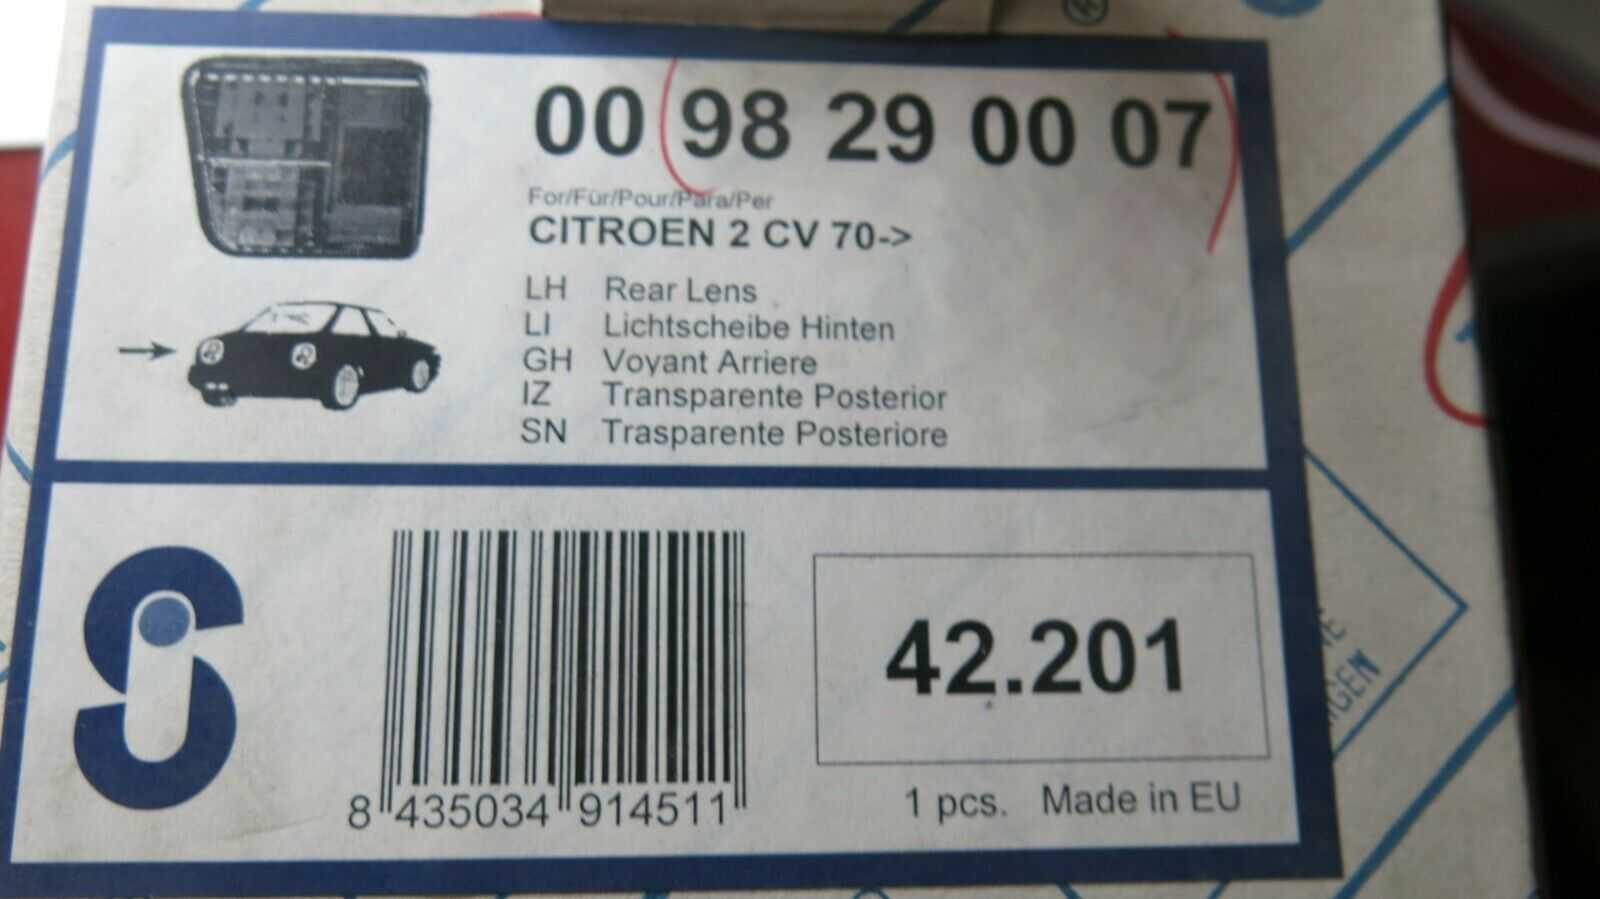 00 98 29 00 07
For/Für/Pour/Para/Per
CITROEN 2 CV 70->
LH Rear Lens
LI Lichtscheibe Hinten
GH Voyant Arriere
IZ Transparente Posterior
SN Trasparente Posteriore
42.201
8 435034 914511
1 pcs. Made in EU